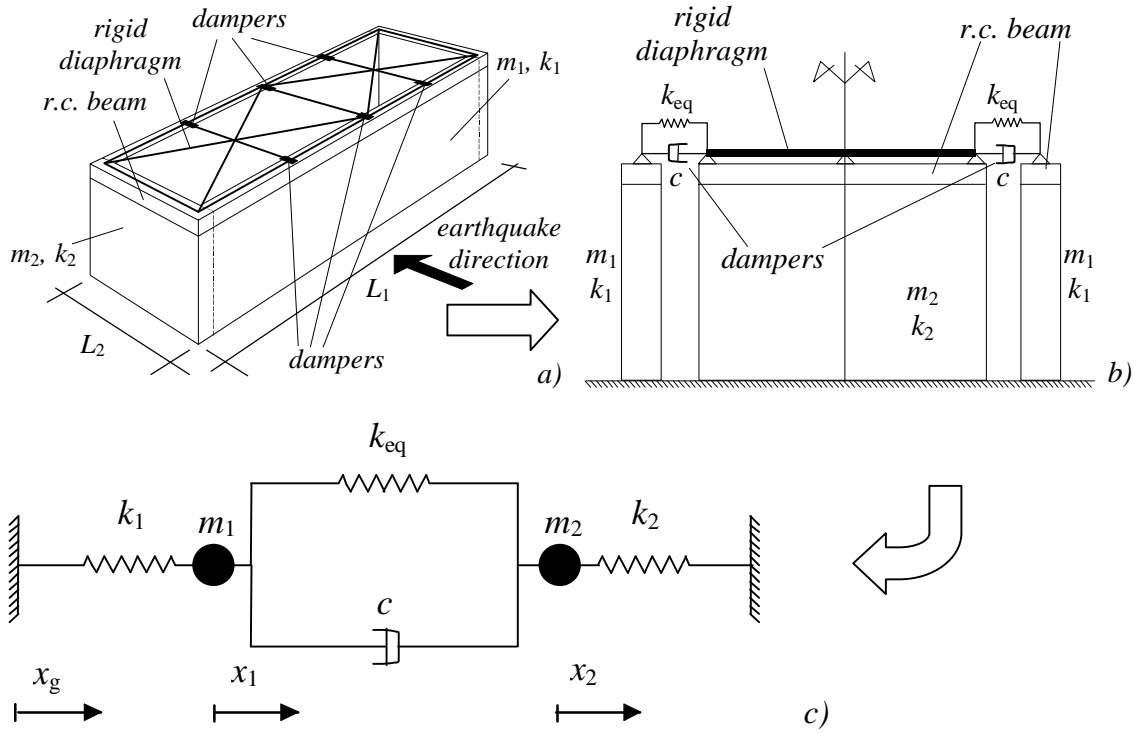 dampers
rigid
diaphragm
r.c. beam
m1, k1
m2, k2
earthquake
direction
L1
L2
dampers
a)
rigid
diaphragm
r.c. beam
keq
keq
c
c
dampers
m1
k1
m2
k2
m1
k1
b)
keq
k1
m1
m2
k2
c
xg
x1
x2
c)